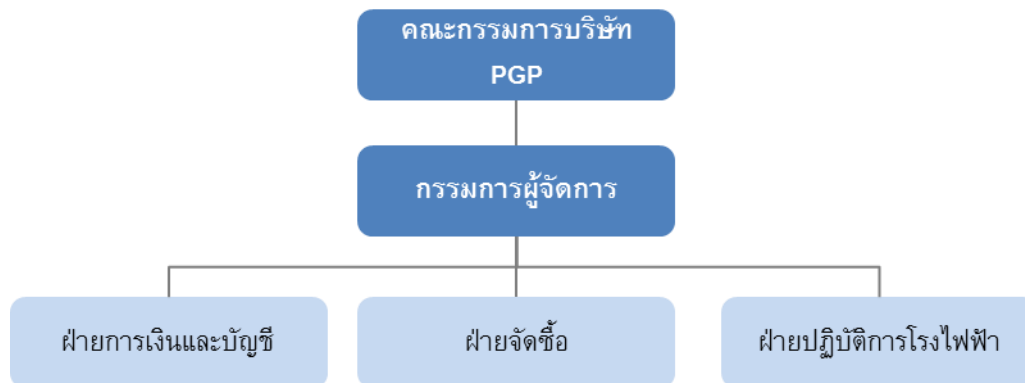 คณะกรรมการบริษัท
PGP
กรรมการผู้จัดการ
ฝ่ายการเงินและบัญชี
ฝ่ายจัดซื้อ
ฝ่ายปฏิบัติการโรงไฟฟ้า